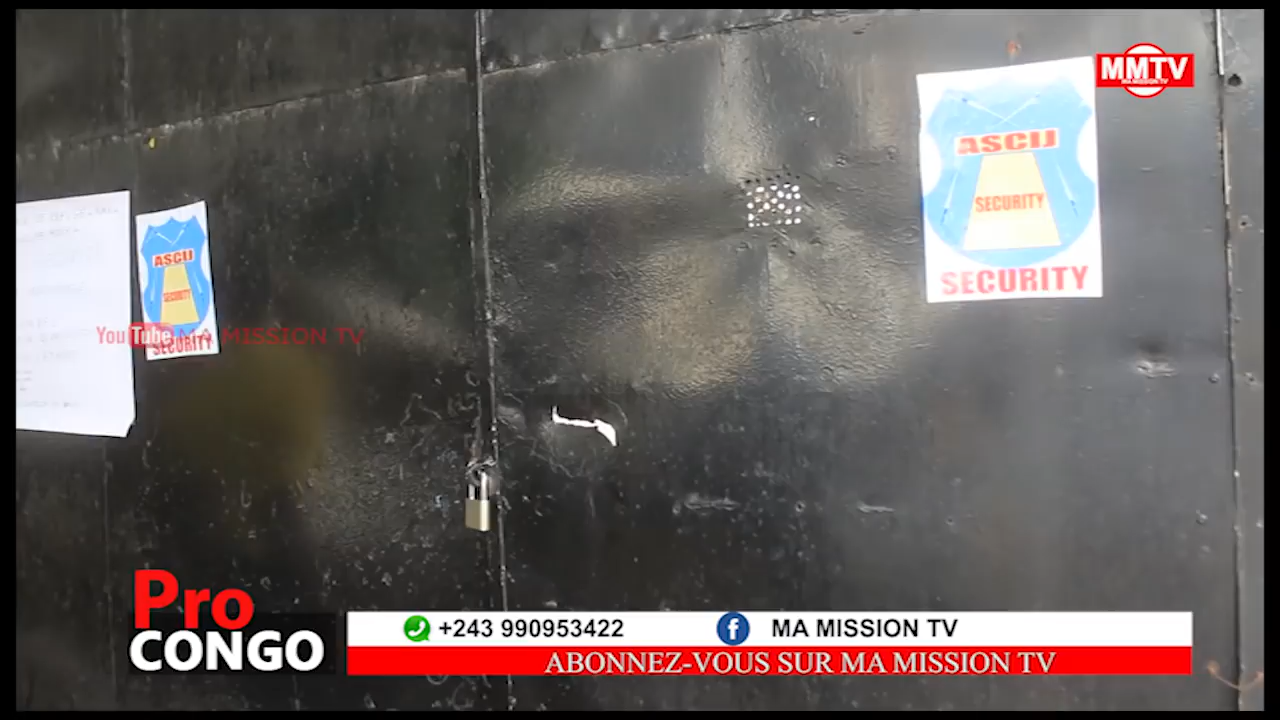 MMTV
MA MISSION TV
ASCIJ
SECURITY
SECURITY
ASCIJ
SECURITY
SECURITY
YouTube MA MISSION TV
Pro
CONGO
+243 990953422
MA MISSION TV
ABONNEZ-VOUS SUR MA MISSION TV